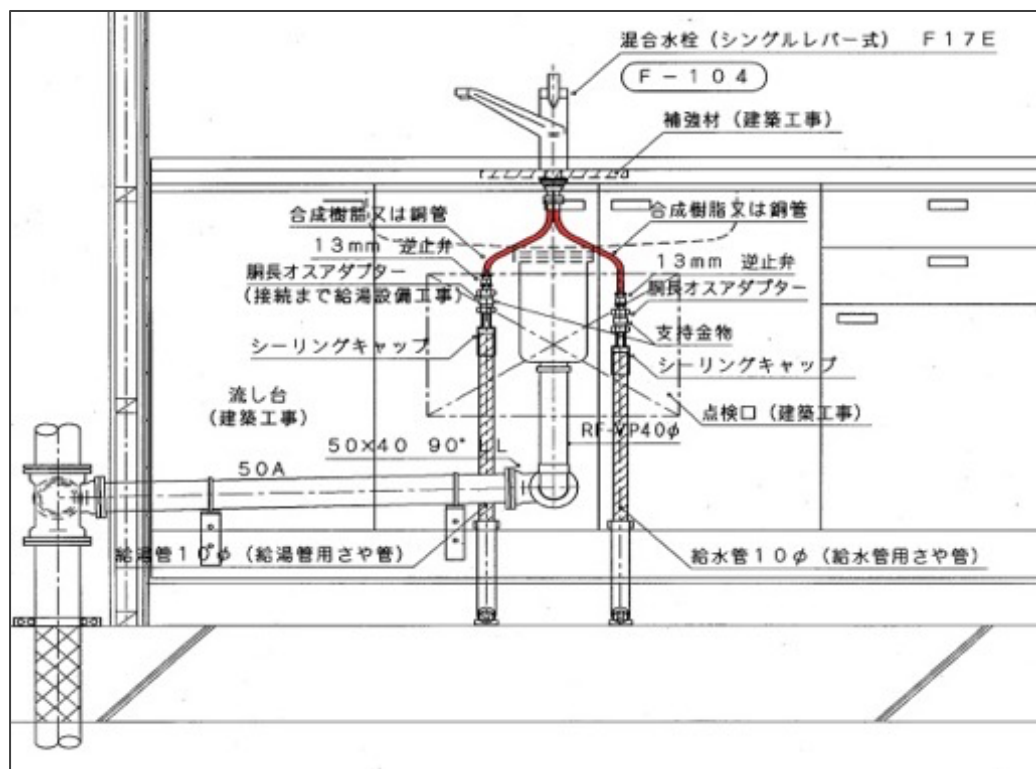 混合水栓（シングルレバー式） F17E
F-104
補強材（建築工事）
合成樹脂又は銅管
合成樹脂又は銅管
13mm 逆止弁
13mm 逆止弁
胴長オスアダプター
（接続まで給湯設備工事）
胴長オスアダプター
支持金物
シーリングキャップ
シーリングキャップ
流し台
（建築工事）
点検口（建築工事）
RF-VP40φ
50×40 90°
50A
給湯管10φ（給湯管用さや管）
給水管10φ（給水管用さや管）